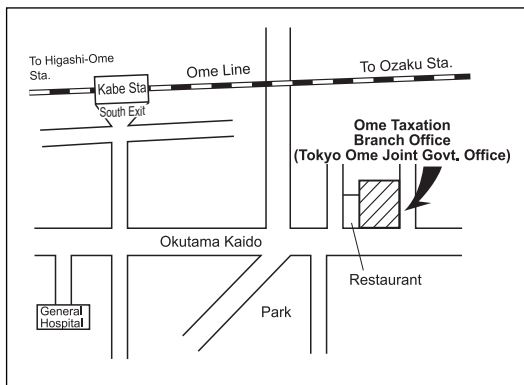 To Higashi-Ome
Sta.
Kabe Sta
South Exit
Ome Line
To Ozaku Sta.
Ome Taxation
Branch Office
(Tokyo Ome Joint Govt. Office)
Okutama Kaido
Restaurant
General
Hospital
Park